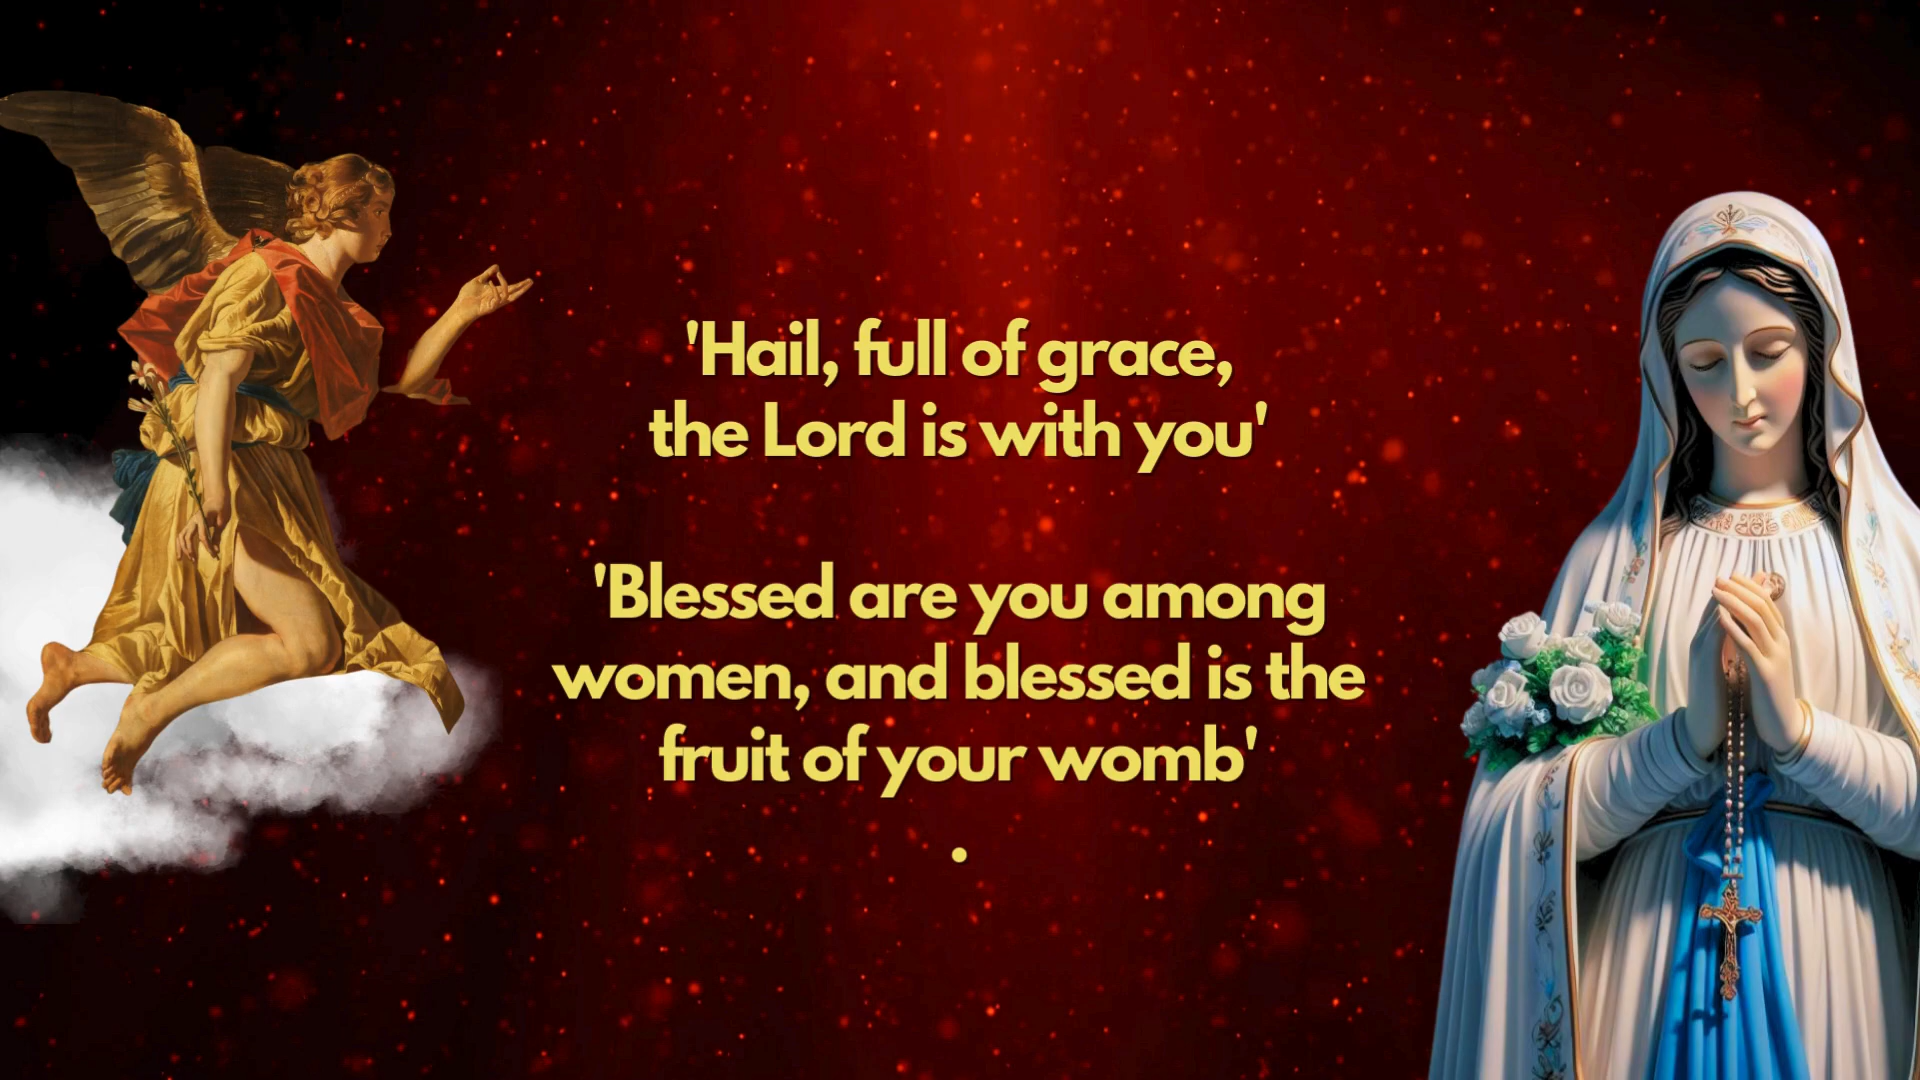 'Hail, full of grace,
the Lord is with you'
'Blessed are you among
women, and blessed is the
fruit of your womb'
.